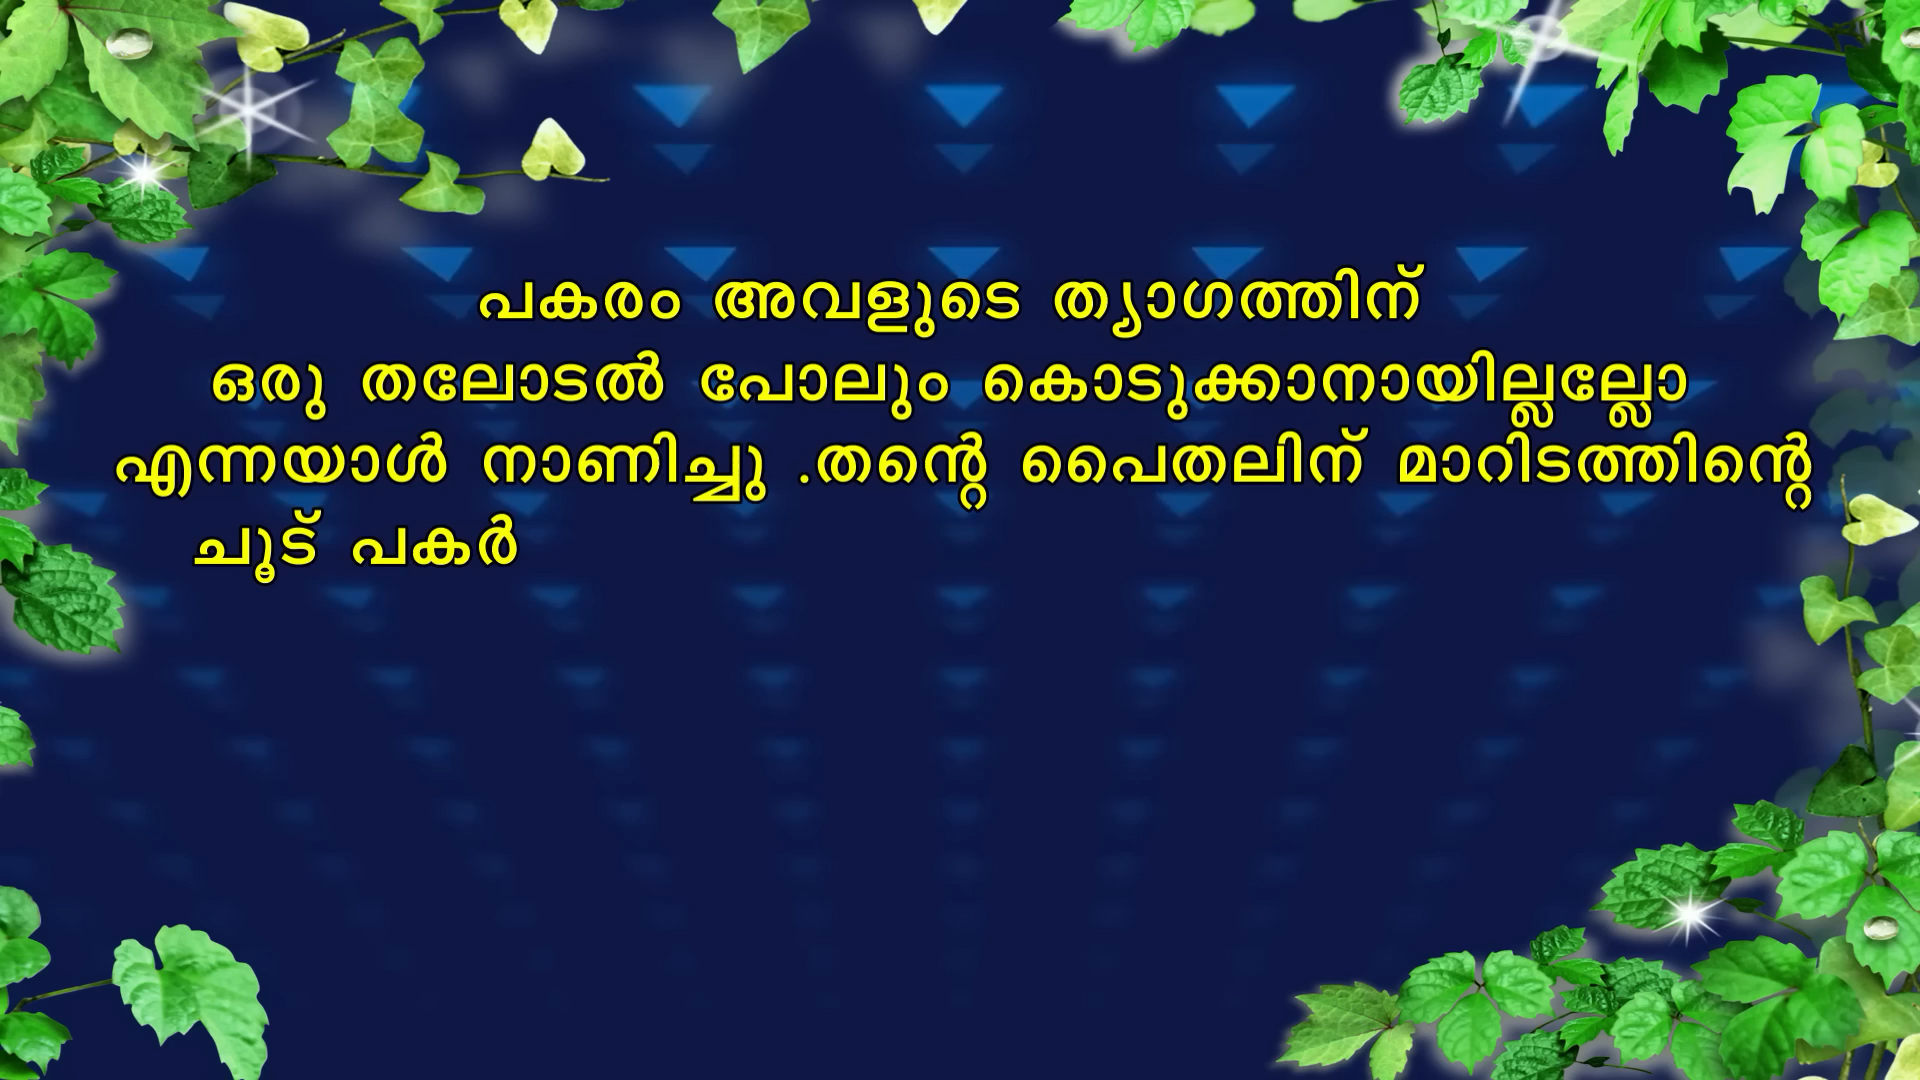 പകരം അവളുടെ ത്യാഗത്തിന്
ഒരു തലോടൽ പോലും കൊടുക്കാനായില്ലല്ലോ
എന്നയാൾ നാണിച്ചു .തന്റെ പൈതലിന് മാറിടത്തിന്റെ
ചൂട് പകർ